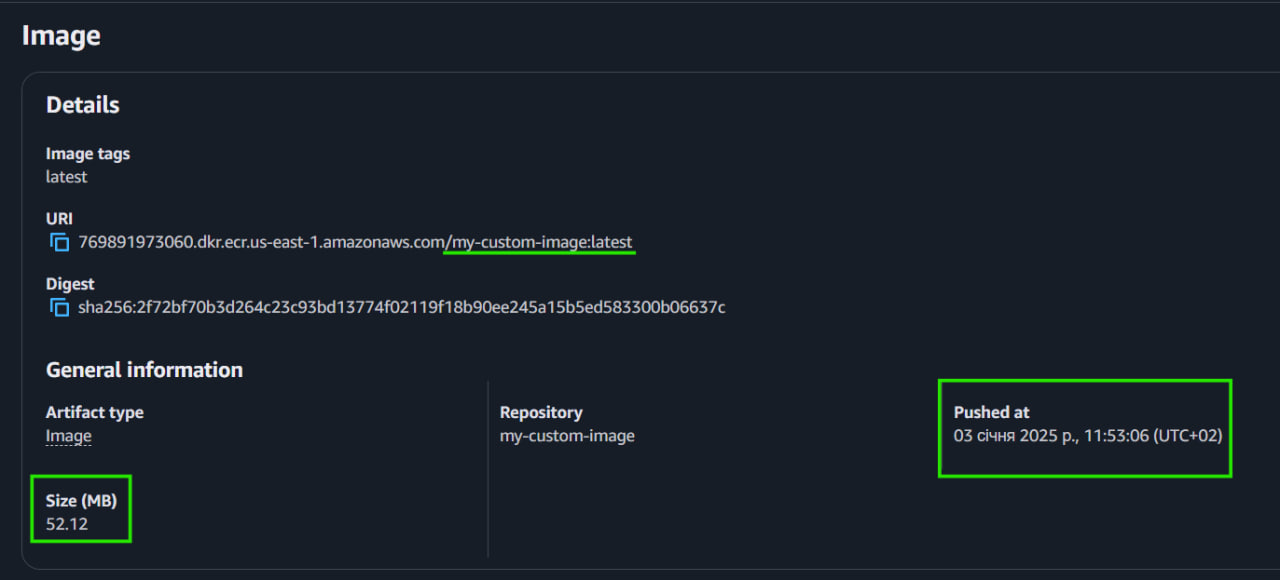 Image
Details
Image tags
latest
URI
769891973060.dkr.ecr.us-east-1.amazonaws.com/my-custom-image:latest
Digest
sha256:2f72bf70b3d264c23c93bd13774f02119f18b90ee245a15b5ed583300b06637c
General information
Artifact type
Image
Repository
my-custom-image
Pushed at
03 січня 2025 р., 11:53:06 (UTC+02)
Size (MB)
52.12